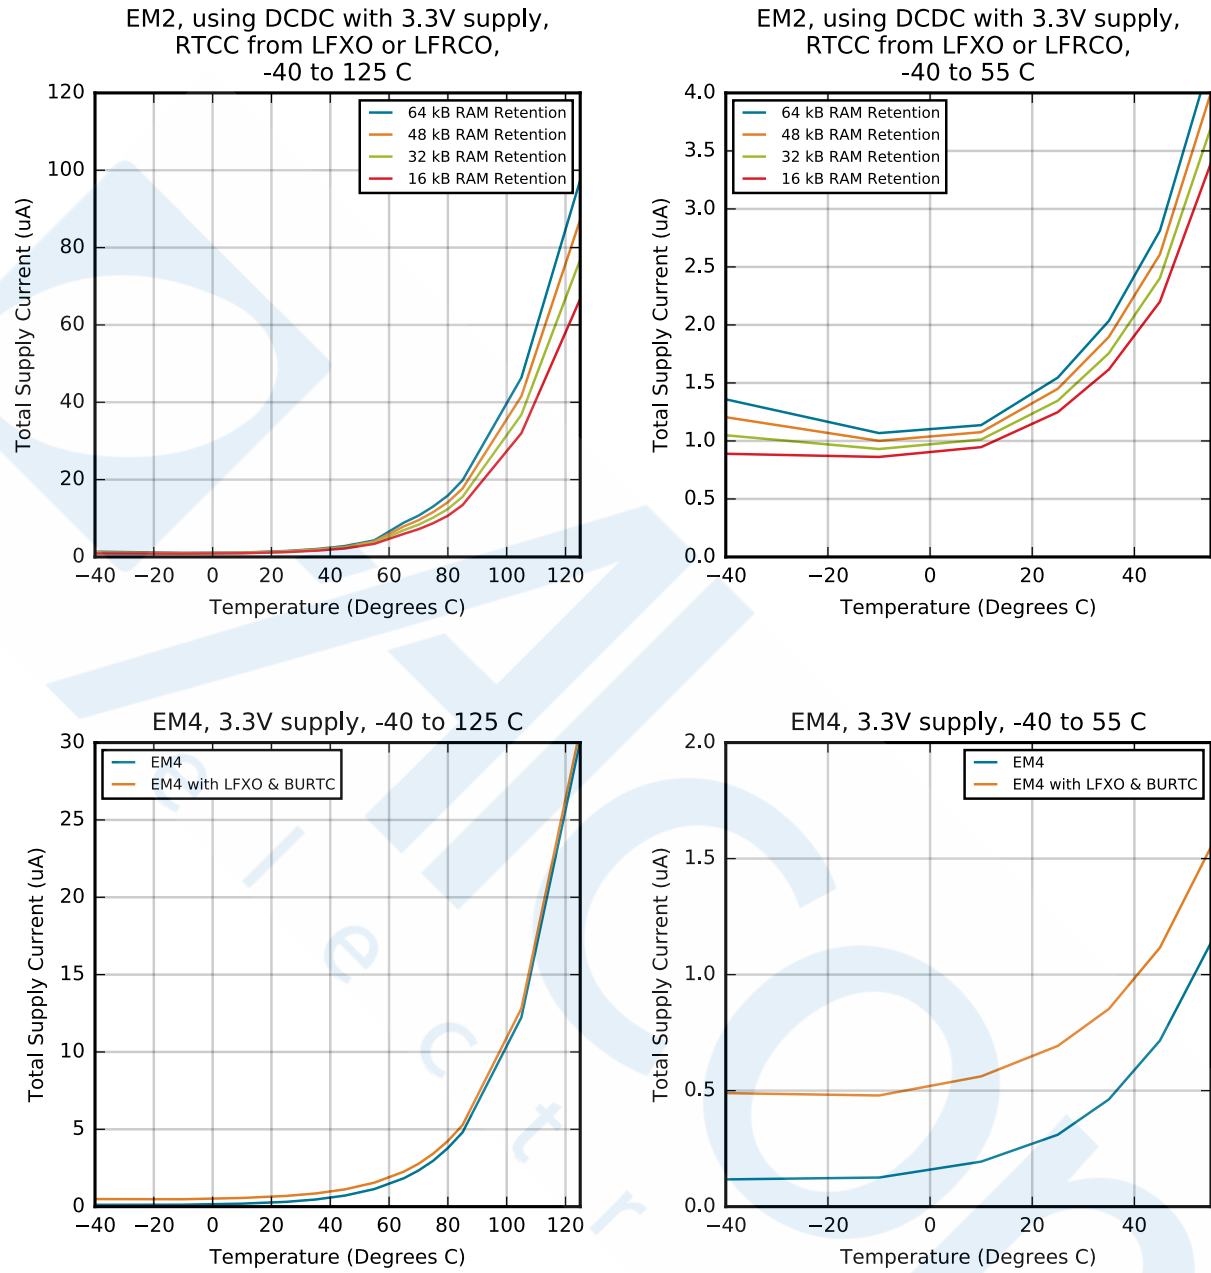 EM2, using DCDC with 3.3V supply,
RTCC from LFXO or LFRCO,
-40 to 125 C
120
100
80
60
40
20
0
Total Supply Current (uA)
64 kB RAM Retention
48 kB RAM Retention
32 kB RAM Retention
16 kB RAM Retention
−40 −20 0 20 40 60 80 100 120
Temperature (Degrees C)
EM2, using DCDC with 3.3V supply,
RTCC from LFXO or LFRCO,
-40 to 55 C
4.0
3.5
3.0
2.5
2.0
1.5
1.0
0.5
0.0
Total Supply Current (uA)
64 kB RAM Retention
48 kB RAM Retention
32 kB RAM Retention
16 kB RAM Retention
−40 −20 0 20 40
Temperature (Degrees C)
EM4, 3.3V supply, -40 to 125 C
30
25
20
15
10
5
0
Total Supply Current (uA)
EM4
EM4 with LFXO & BURTC
−40 −20 0 20 40 60 80 100 120
Temperature (Degrees C)
EM4, 3.3V supply, -40 to 55 C
2.0
1.5
1.0
0.5
0.0
Total Supply Current (uA)
EM4
EM4 with LFXO & BURTC
−40 −20 0 20 40
Temperature (Degrees C)